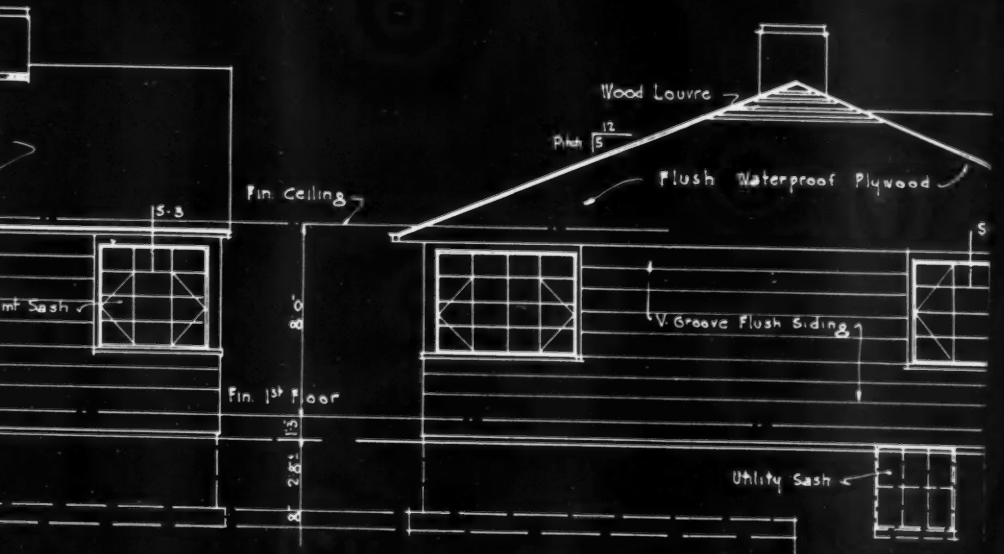 Wood Louvre
12
Pitch 5
Flush Waterproof Plywood
Fin. Ceiling
S-3
S
mt Sash
8'-0"
V. Groove Flush Siding
Fin. 1st Floor
1'-3"
2'-8"
Utility Sash
8"